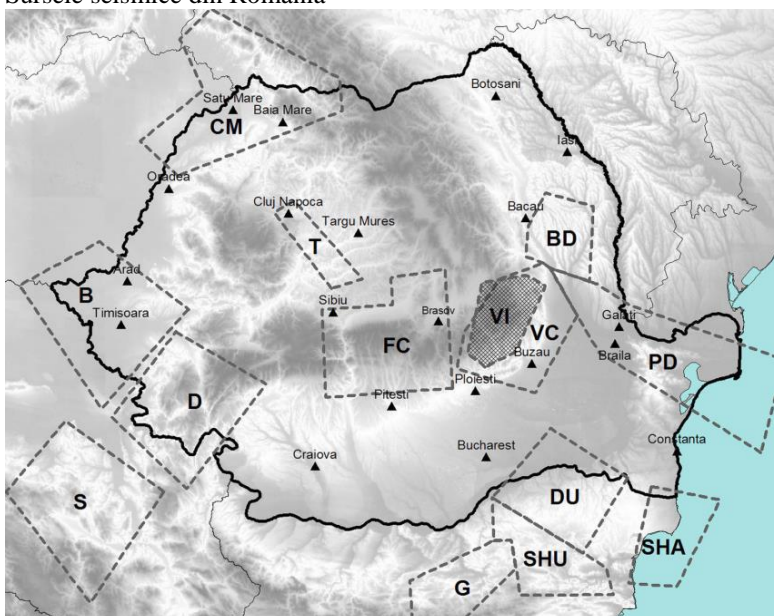 Sursele seismice din România
Botosani
Satu Mare
Baia Mare
CM
Iasi
Oradea
Cluj Napoca
Bacau
Targu Mures
BD
T
Arad
B
Sibiu
Brasov
VI
Galati
Timisoara
VC
FC
Braila
Buzau
PD
D
Ploiesti
Pitesti
Constanta
Bucharest
Craiova
S
DU
SHA
SHU
G